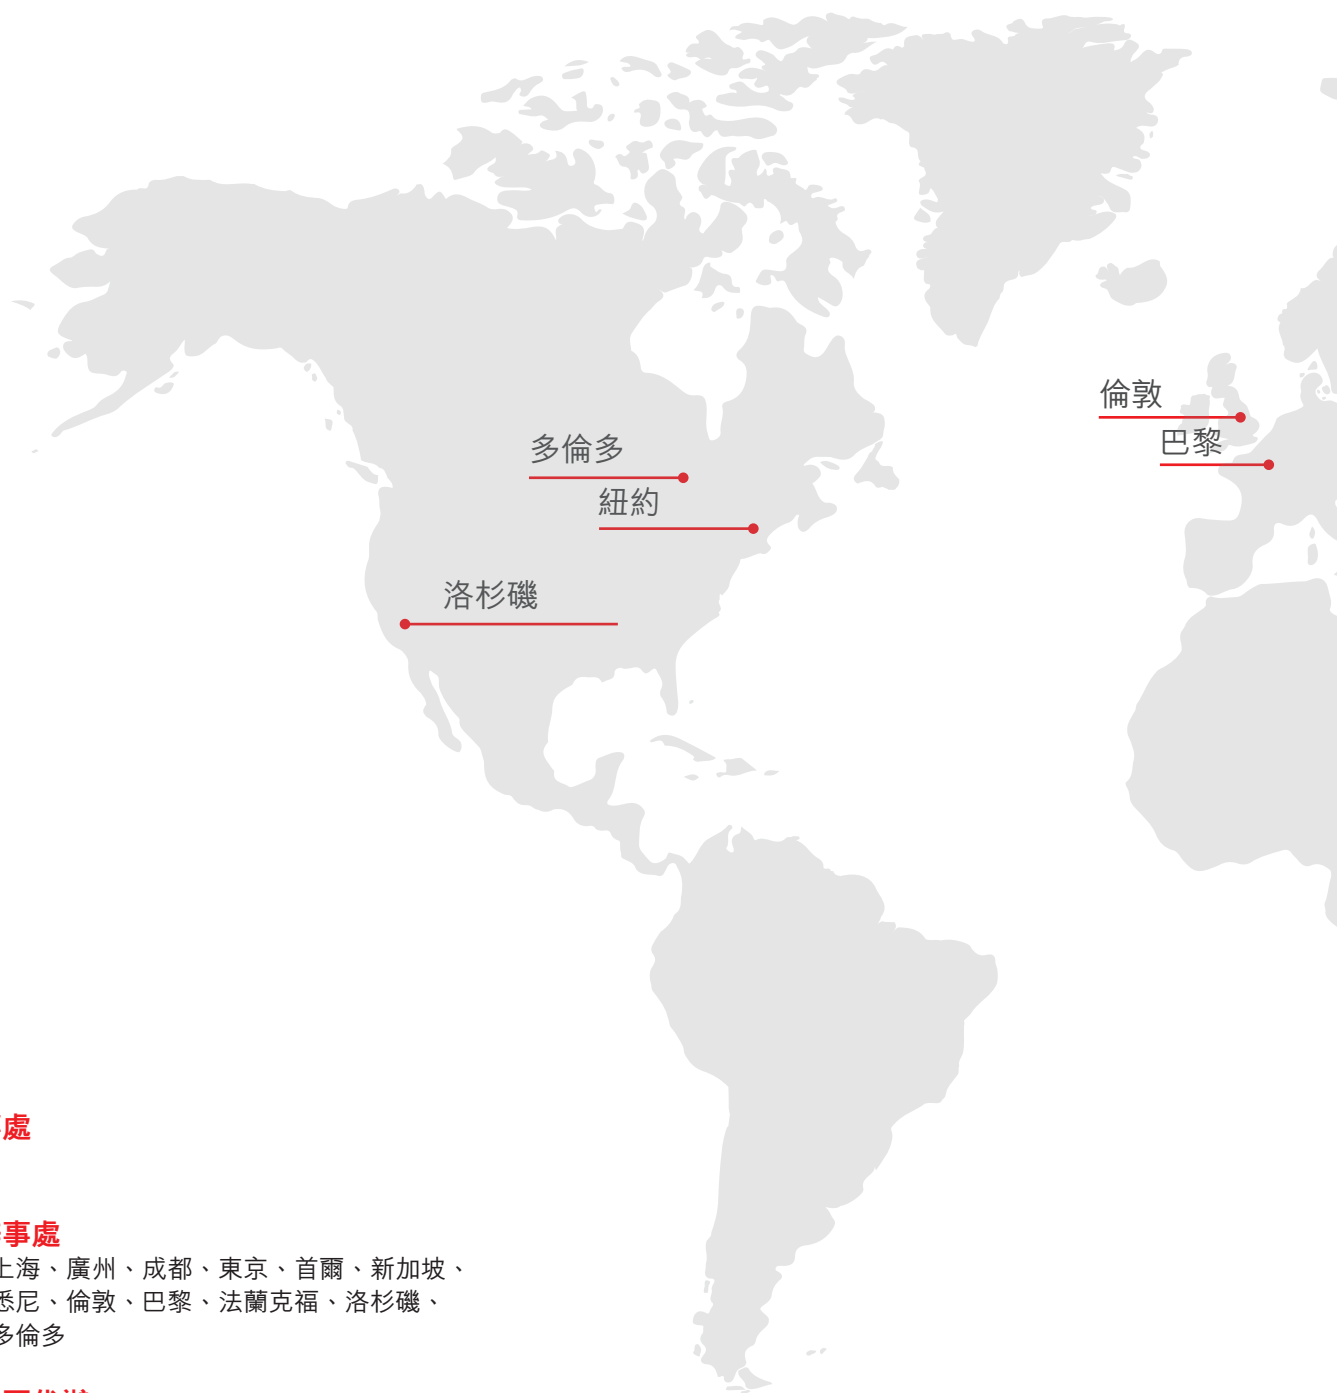 倫敦
巴黎
多倫多
紐約
洛杉磯
處
事處
上海、廣州、成都、東京、首爾、新加坡、
悉尼、倫敦、巴黎、法蘭克福、洛杉磯、
多倫多